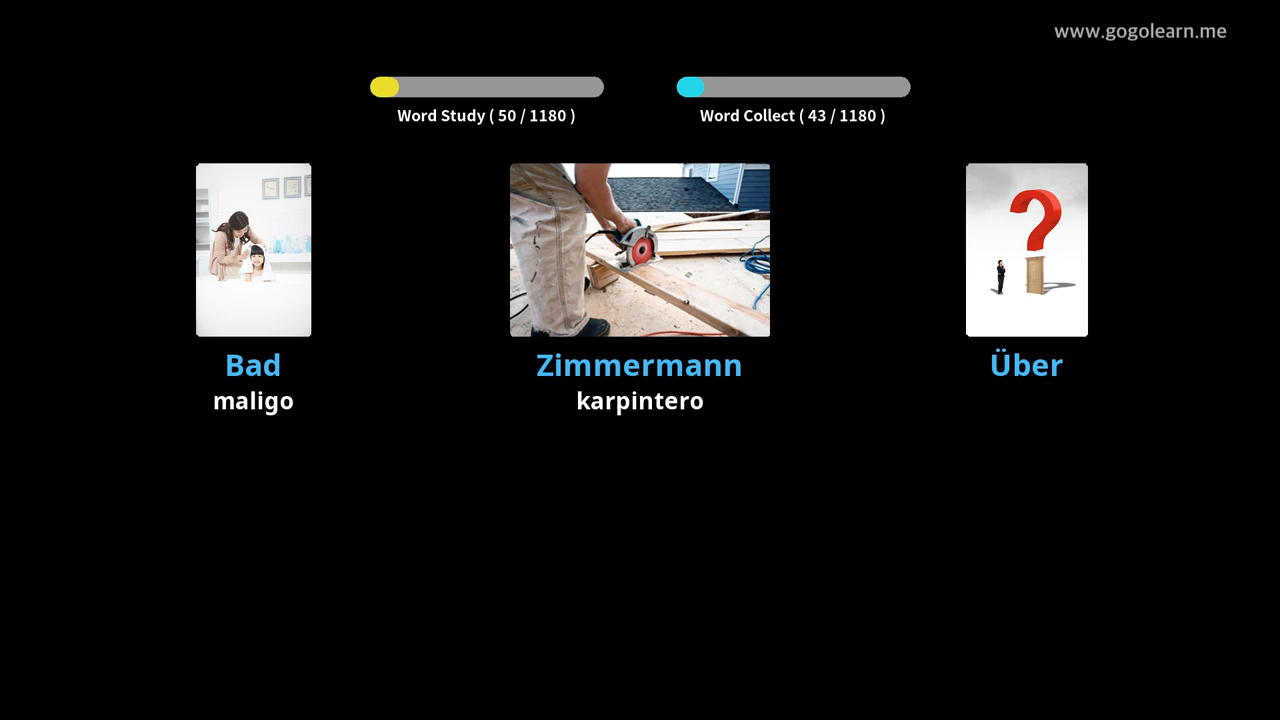 www.gogolearn.me
Word Study ( 50 / 1180 )
Word Collect ( 43 / 1180 )
Bad
maligo
Zimmermann
karpintero
Über